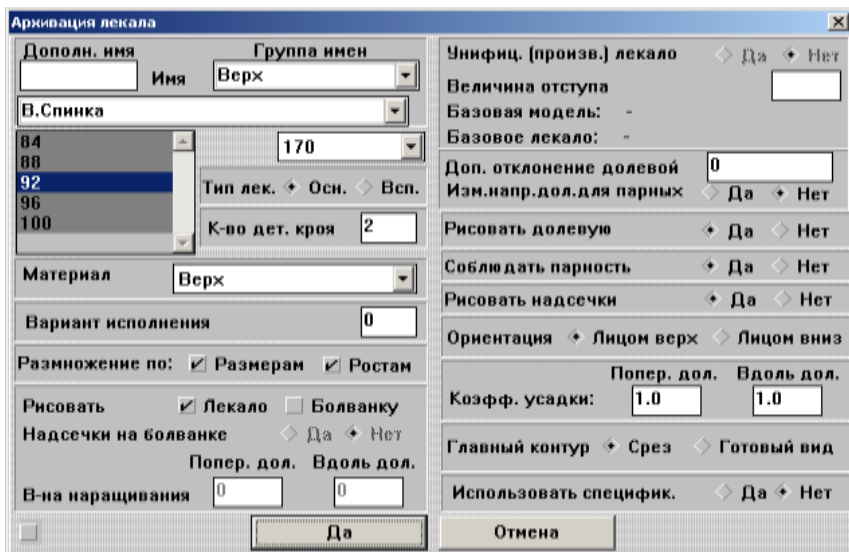 Архивация лекала
Дополн. имя
Группа имен
Имя
Верх
В.Спинка
84
88
92
96
100
170
Тип лек. Осн. Всп.
К-во дет. кроя 2
Материал Верх
Вариант исполнения 0
Размножение по: Размерам Ростам
Рисовать Лекало Болванку
Надсечки на болванке Да Нет
Попер. дол. Вдоль дол.
В-на наращивания 0 0
Да
Унифиц. (произв.) лекало Да Нет
Величина отступа
Базовая модель: -
Базовое лекало: -
Доп. отклонение долевой 0
Изм.напр.дол.для парных Да Нет
Рисовать долевую Да Нет
Соблюдать парность Да Нет
Рисовать надсечки Да Нет
Ориентация Лицом верх Лицом вниз
Попер. дол. Вдоль дол.
Коэфф. усадки: 1.0 1.0
Главный контур Срез Готовый вид
Использовать специфик. Да Нет
Отмена